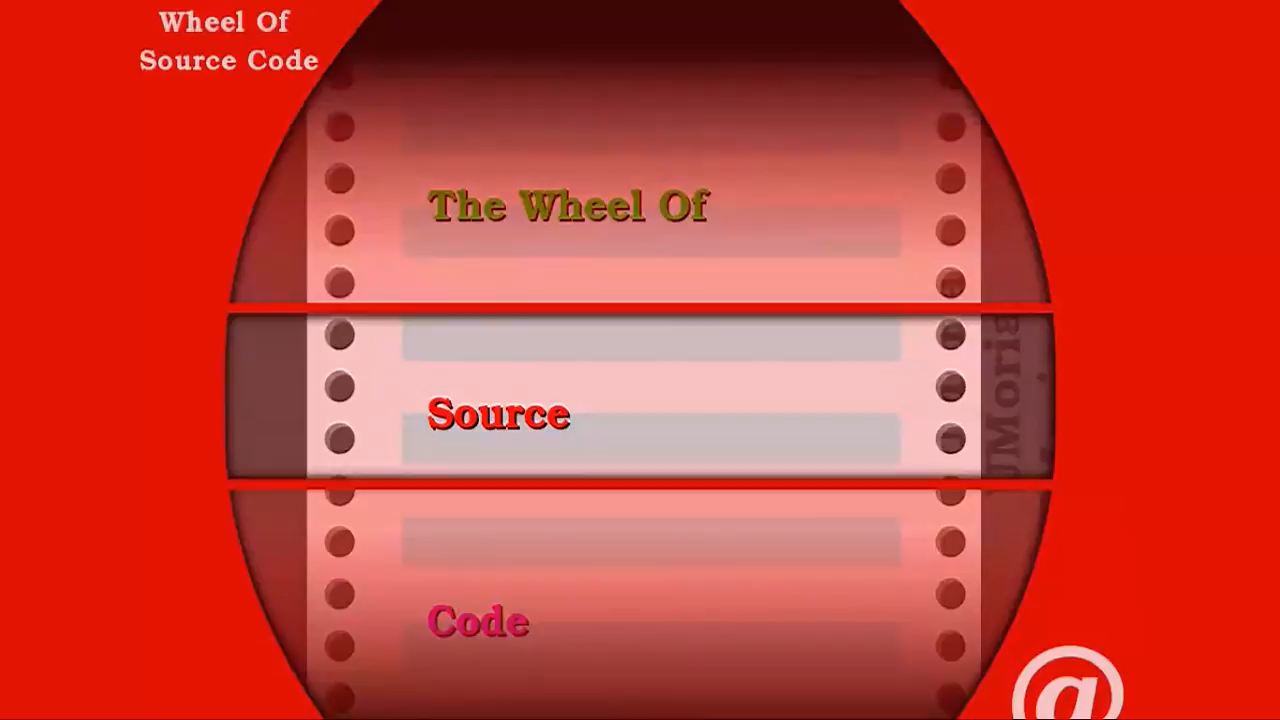 Wheel Of
Source Code
The Wheel Of
Source
Code
@